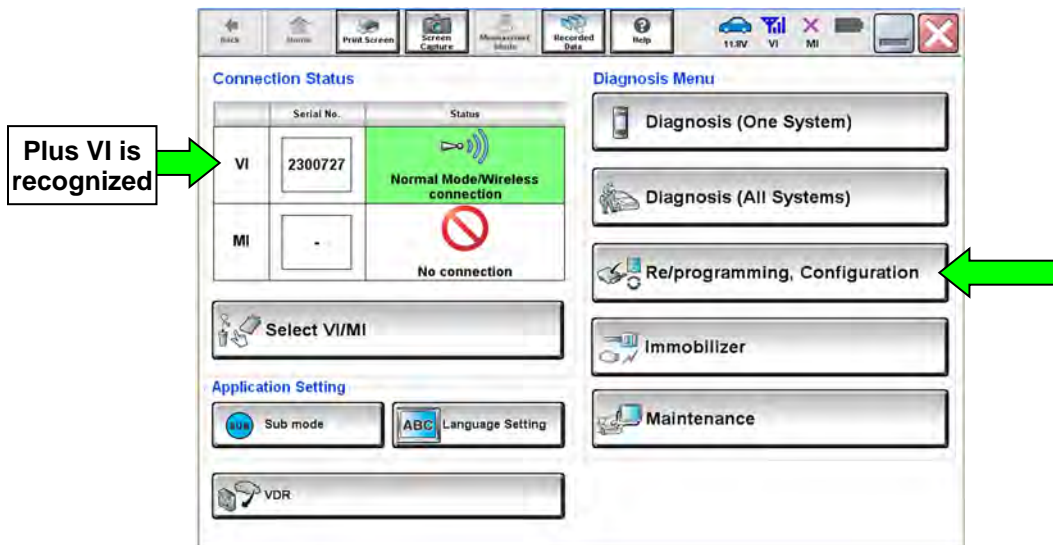 Back
Home
Print Screen
Screen
Capture
Measurement
Mode
Recorded
Data
Help
11.8V
VI
MI
Connection Status
Serial No.
Status
VI
2300727
Normal Mode/Wireless
connection
MI
-
No connection
Select VI/MI
Application Setting
SUB
Sub mode
ABC
Language Setting
VDR
Diagnosis Menu
Diagnosis (One System)
Diagnosis (All Systems)
Re/programming, Configuration
Immobilizer
Maintenance
Plus VI is
recognized